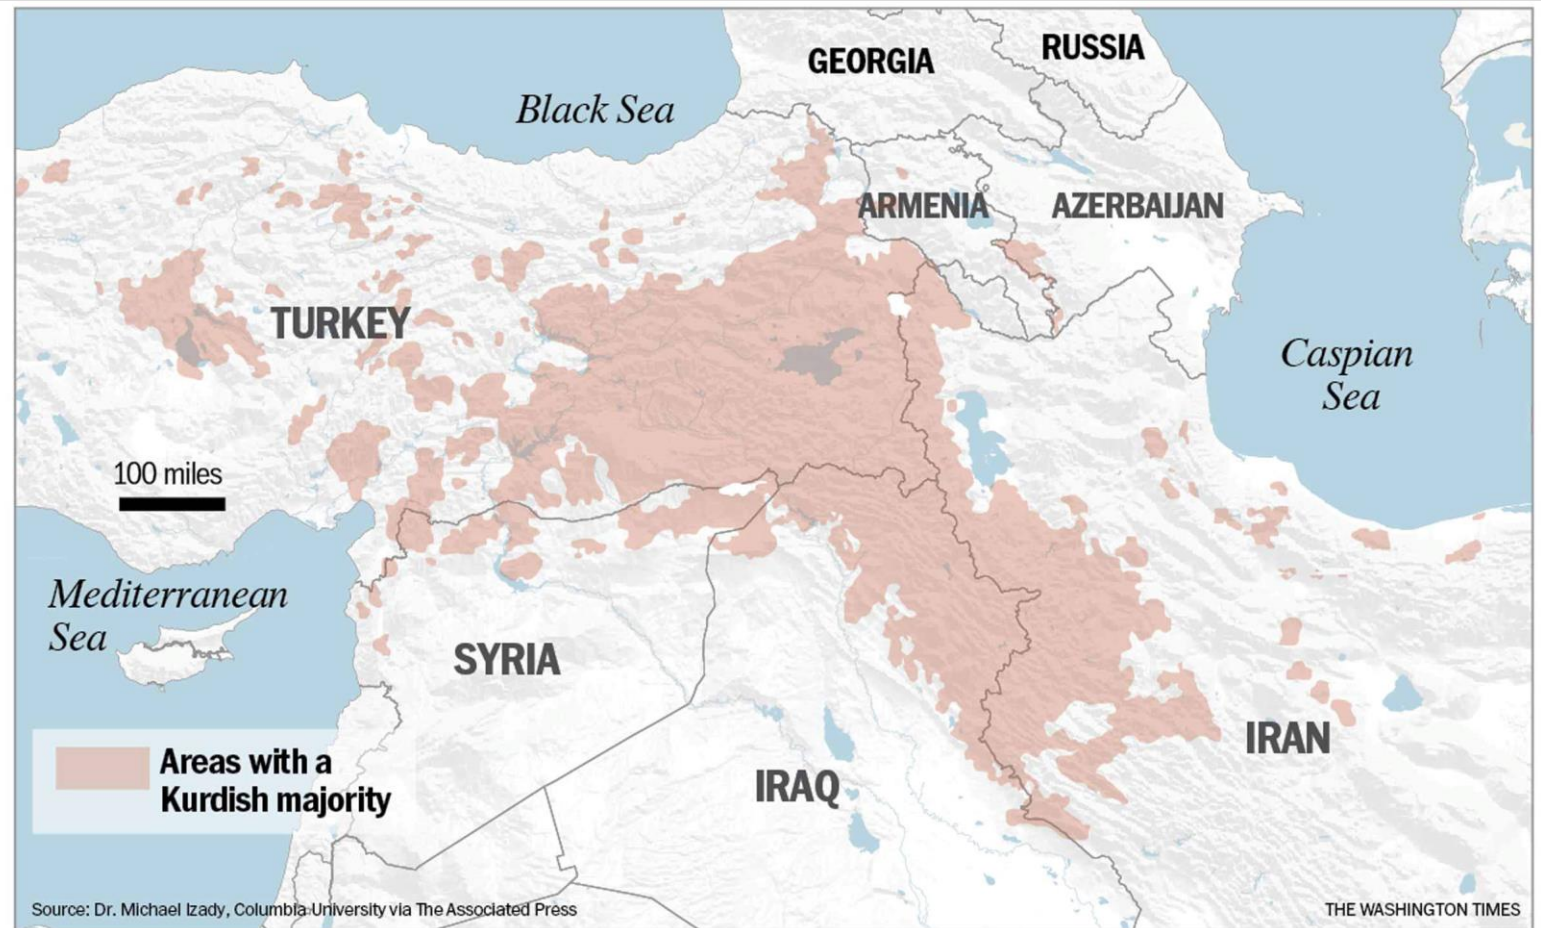 GEORGIA
RUSSIA
Black Sea
ARMENIA
AZERBAIJAN
TURKEY
Caspian
Sea
100 miles
Mediterranean
Sea
SYRIA
IRAN
IRAQ
Areas with a
Kurdish majority
Source: Dr. Michael Izady, Columbia University via The Associated Press
THE WASHINGTON TIMES